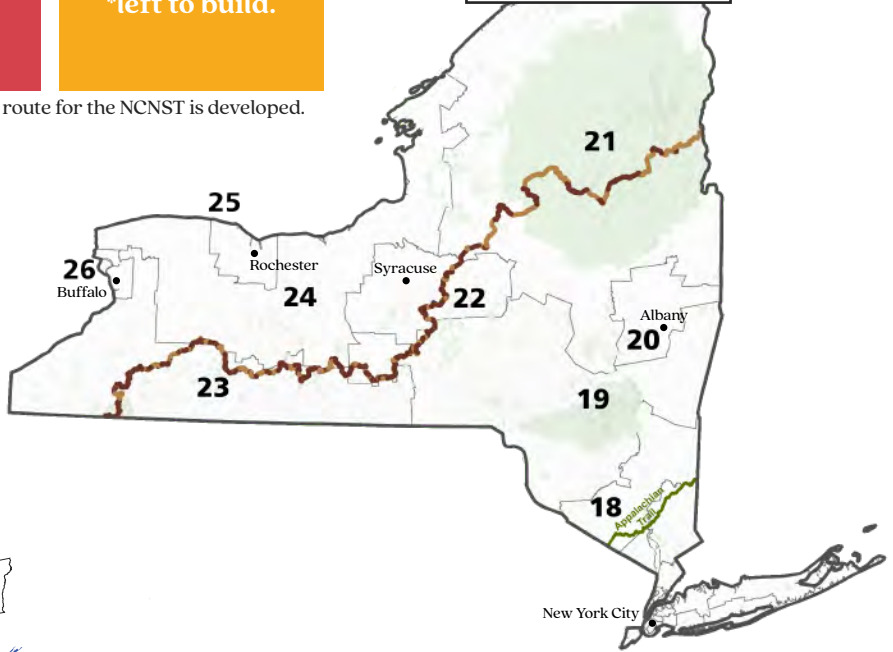 *left to build.
route for the NCNST is developed.
21
25
Rochester
26
Buffalo
Syracuse
24
22
Albany
20
23
19
18
Appalachian
Trail
New York City